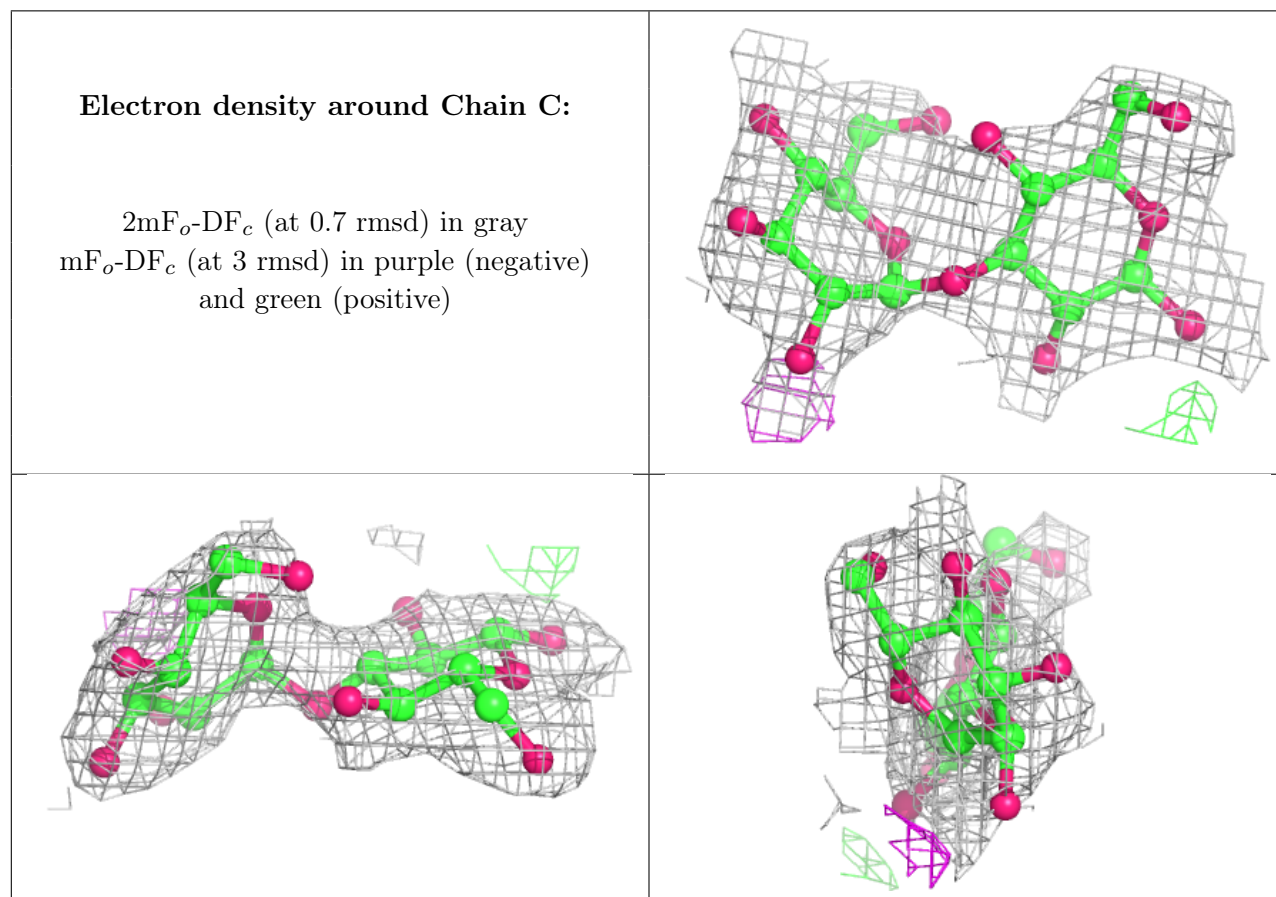 Electron density around Chain C:
2mFₒ-DF𝒸 (at 0.7 rmsd) in gray
mFₒ-DF𝒸 (at 3 rmsd) in purple (negative)
and green (positive)